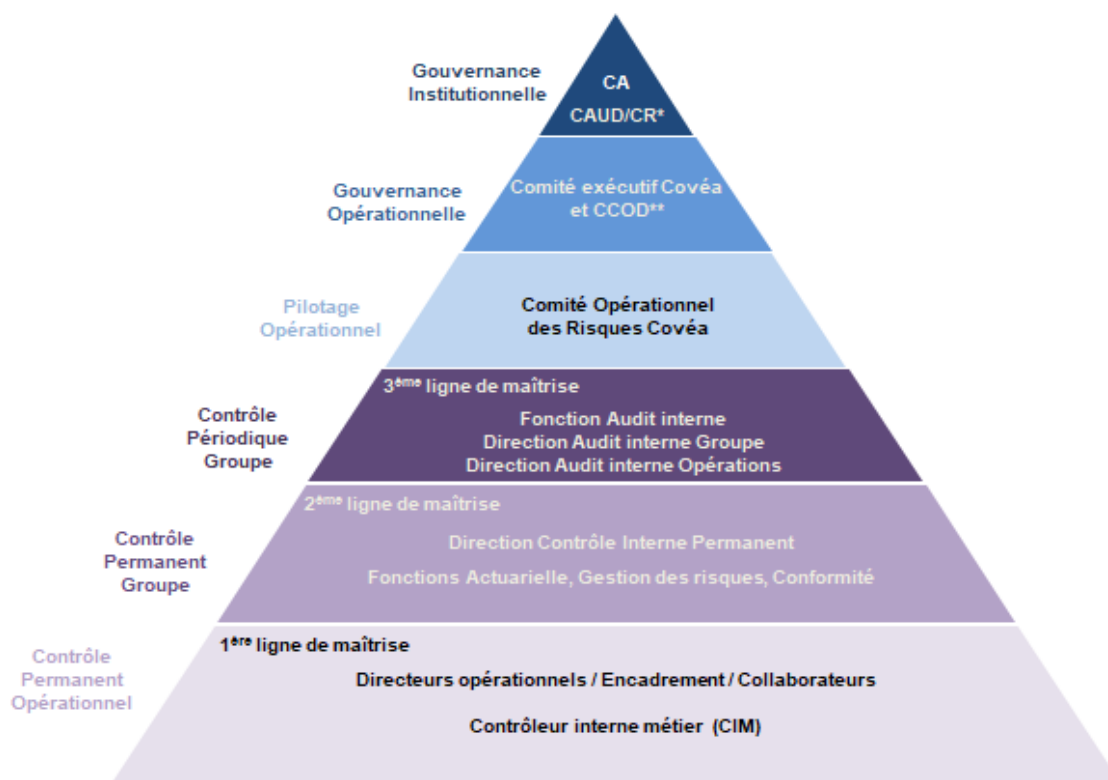 Gouvernance
Institutionnelle
CA
CAUD/CR*
Gouvernance
Opérationnelle
Comité exécutif Covéa
et CCOD**
Pilotage
Opérationnel
Comité Opérationnel
des Risques Covéa
Contrôle
Périodique
Groupe
3ème ligne de maîtrise
Fonction Audit interne
Direction Audit interne Groupe
Direction Audit interne Opérations
Contrôle
Permanent
Groupe
2ème ligne de maîtrise
Direction Contrôle Interne Permanent
Fonctions Actuarielle, Gestion des risques, Conformité
Contrôle
Permanent
Opérationnel
1ère ligne de maîtrise
Directeurs opérationnels / Encadrement / Collaborateurs
Contrôleur interne métier (CIM)